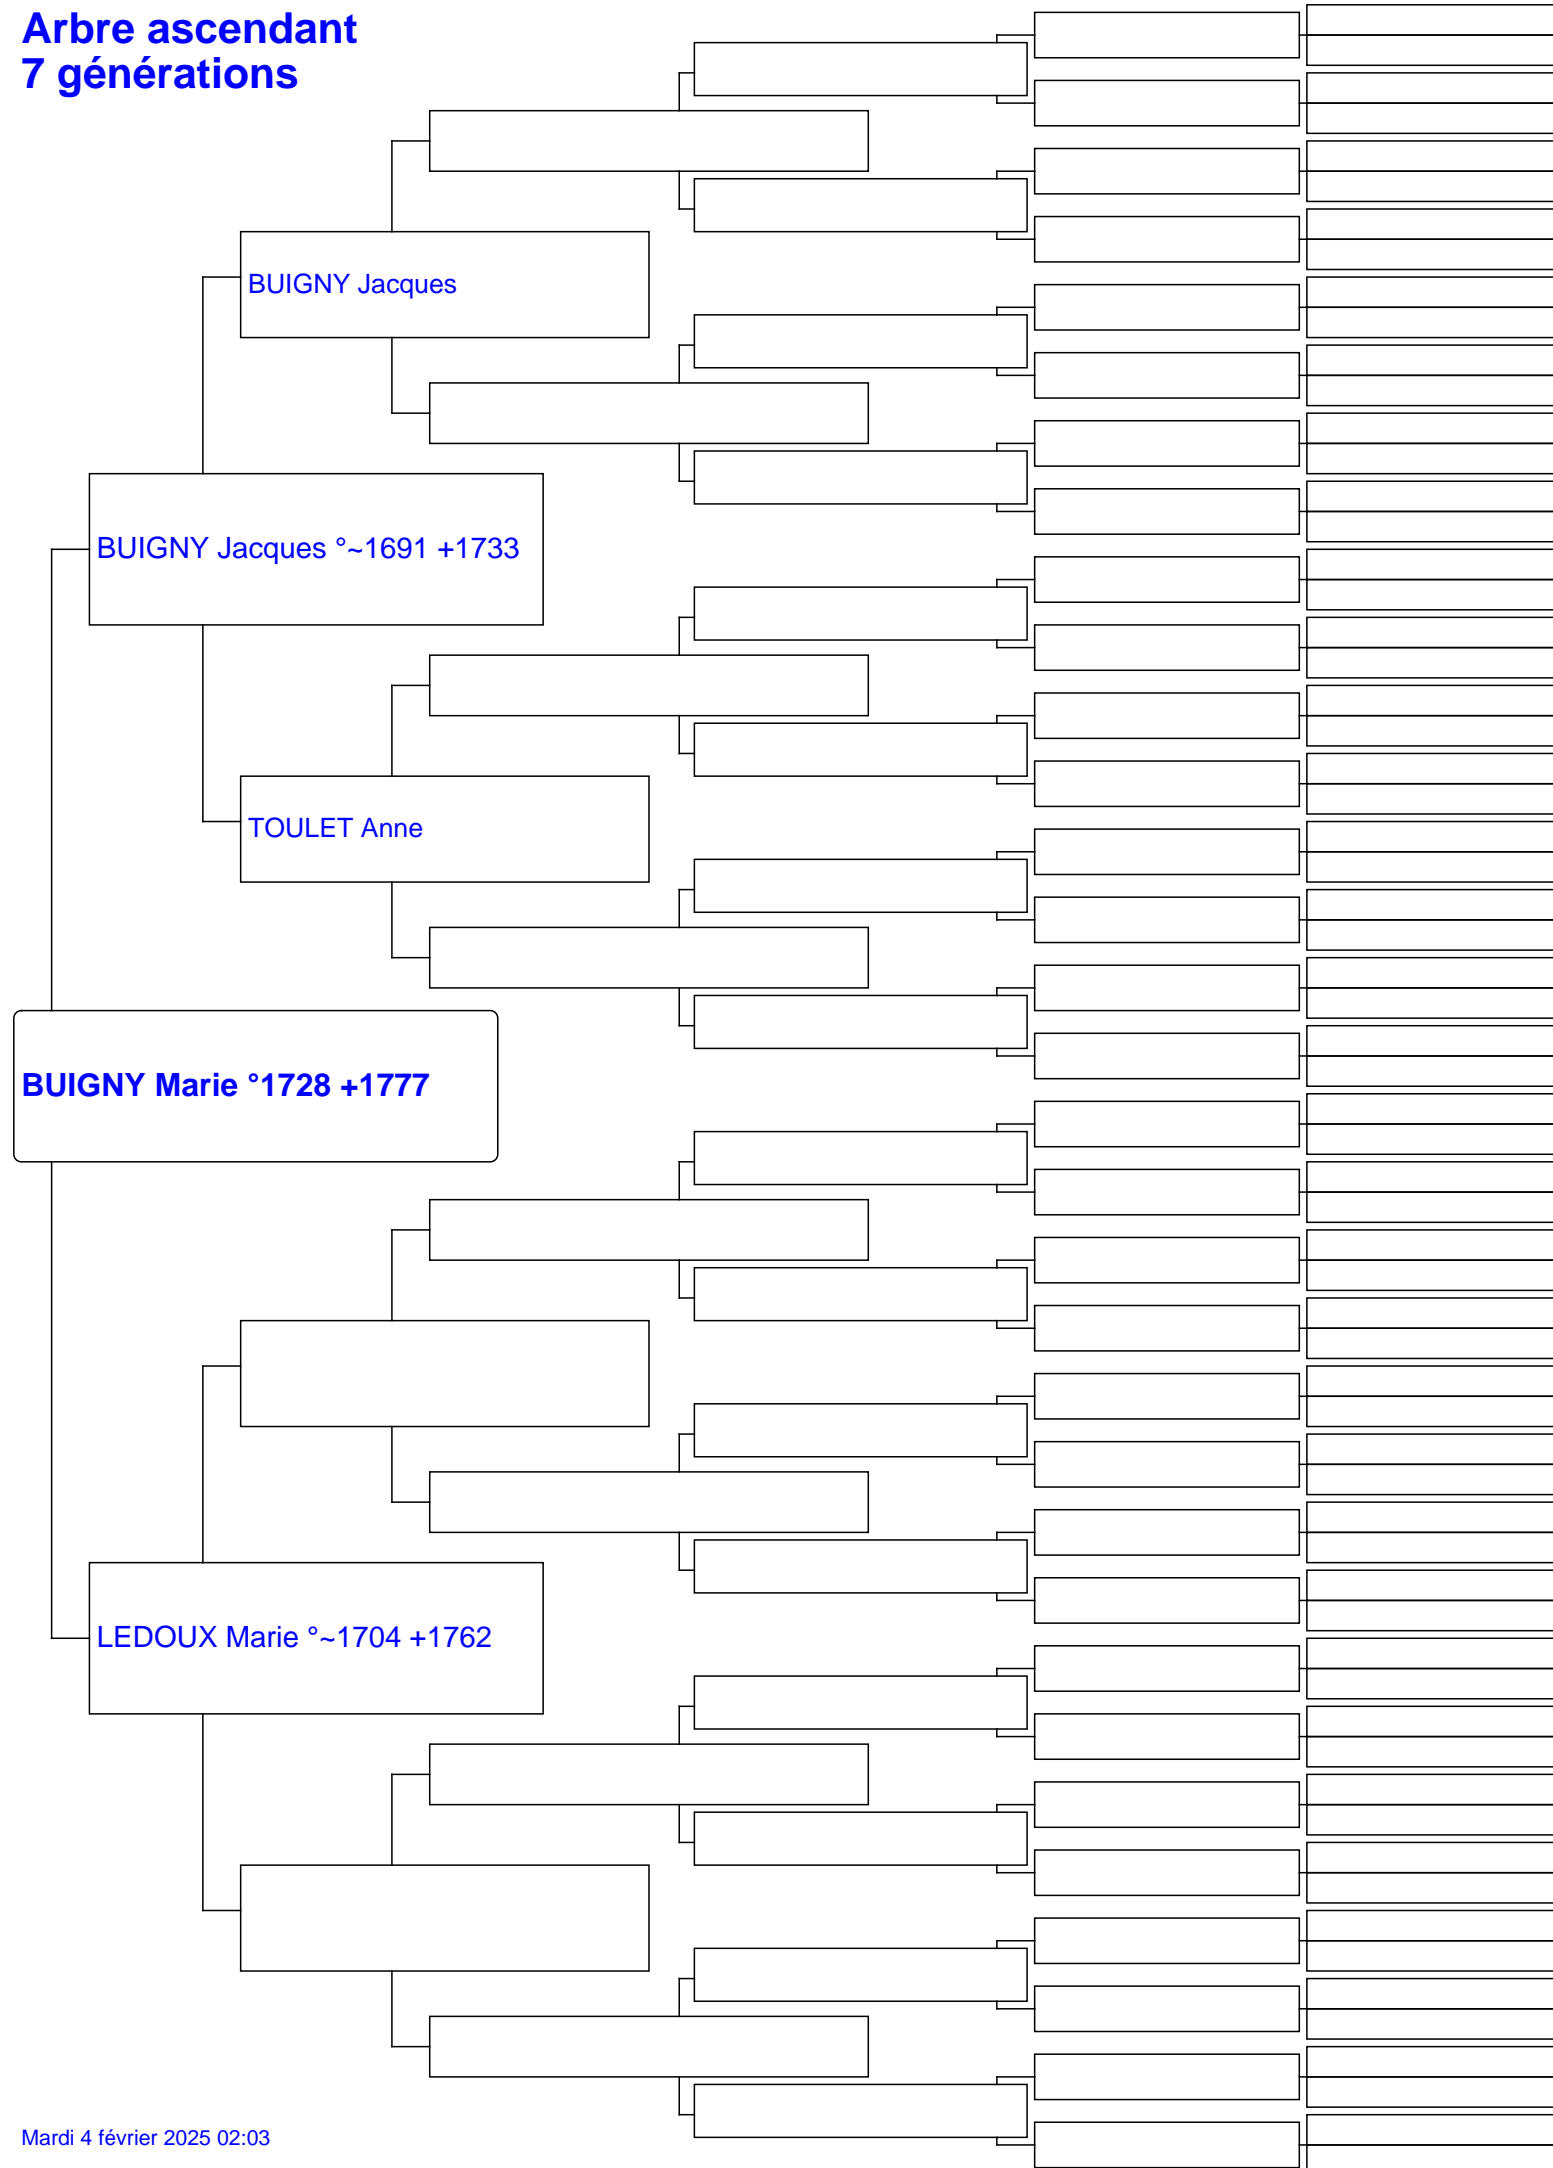 Arbre ascendant
7 générations
BUIGNY Jacques
BUIGNY Jacques °~1691 +1733
TOULET Anne
BUIGNY Marie °1728 +1777
LEDOUX Marie °~1704 +1762
Mardi 4 février 2025 02:03